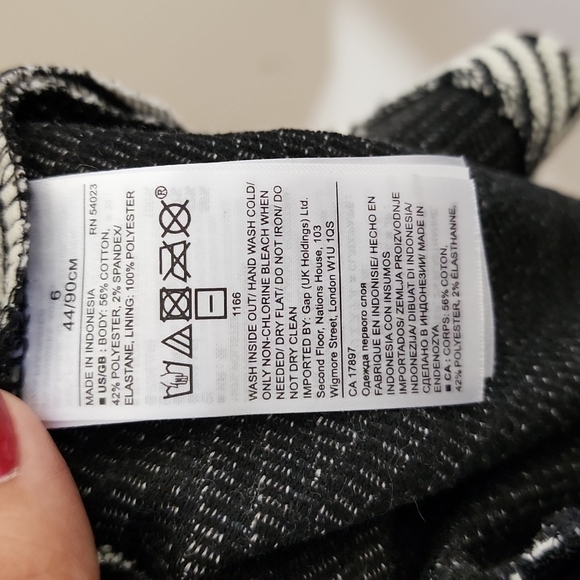 6
44/90CM
MADE IN INDONESIA RN 54023
■ US/GB : BODY: 56% COTTON,
42% POLYESTER, 2% SPANDEX/
ELASTANE, LINING: 100% POLYESTER
®
1166
WASH INSIDE OUT/ HAND WASH COLD/
ONLY NON-CHLORINE BLEACH WHEN
NEEDED/ DRY FLAT/ DO NOT IRON/ DO
NOT DRY CLEAN
IMPORTED BY: Gap (UK Holdings) Ltd.
Second Floor, Nations House, 103
Wigmore Street, London W1U 1QS
CA 17897
Одежда первого слоя
FABRIQUE EN INDONISIE/ HECHO EN
INDONESIA CON INSUMOS
IMPORTADOS/ ZEMLJA PROIZVODNJE
INDONEZIJA/ DIBUAT DI INDONESIA/
СДЕЛАНО В ИНДОНЕЗИИ/ MADE IN
ENDENEZYA
■ CA : CORPS: 56% COTON,
42% POLYESTER, 2% ÉLASTHANNE,